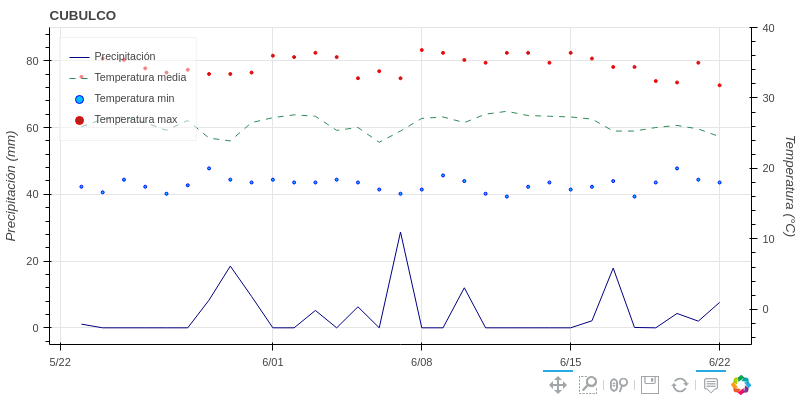 CUBULCO
Precipitación
Temperatura media
Temperatura min
Temperatura max
Precipitación (mm)
80
60
40
20
0
Temperatura (°C)
40
30
20
10
0
5/22
6/01
6/08
6/15
6/22